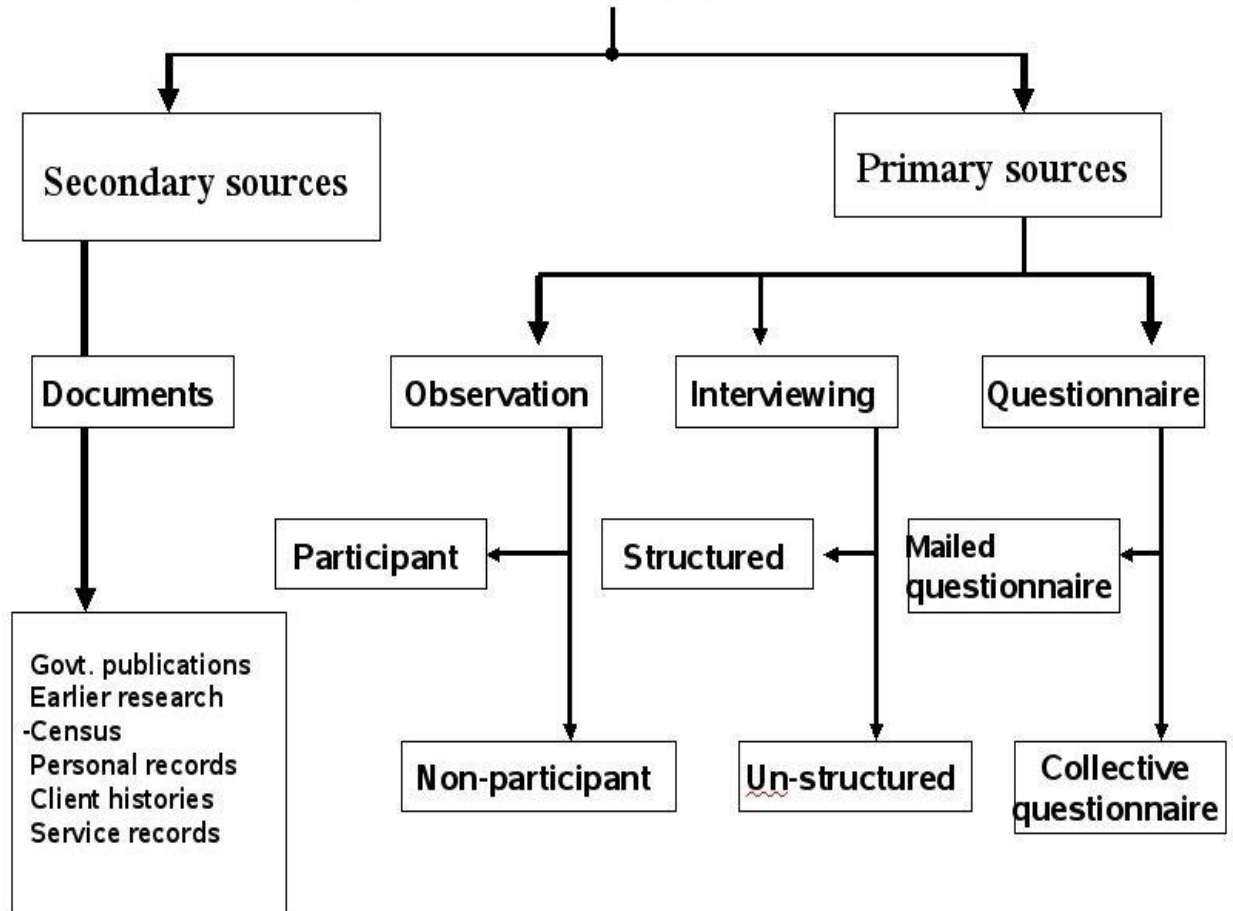 Secondary sources
Primary sources
Documents
Observation
Interviewing
Questionnaire
Participant
Structured
Mailed
questionnaire
Govt. publications
Earlier research
-Census
Personal records
Client histories
Service records
Non-participant
Un-structured
Collective
questionnaire